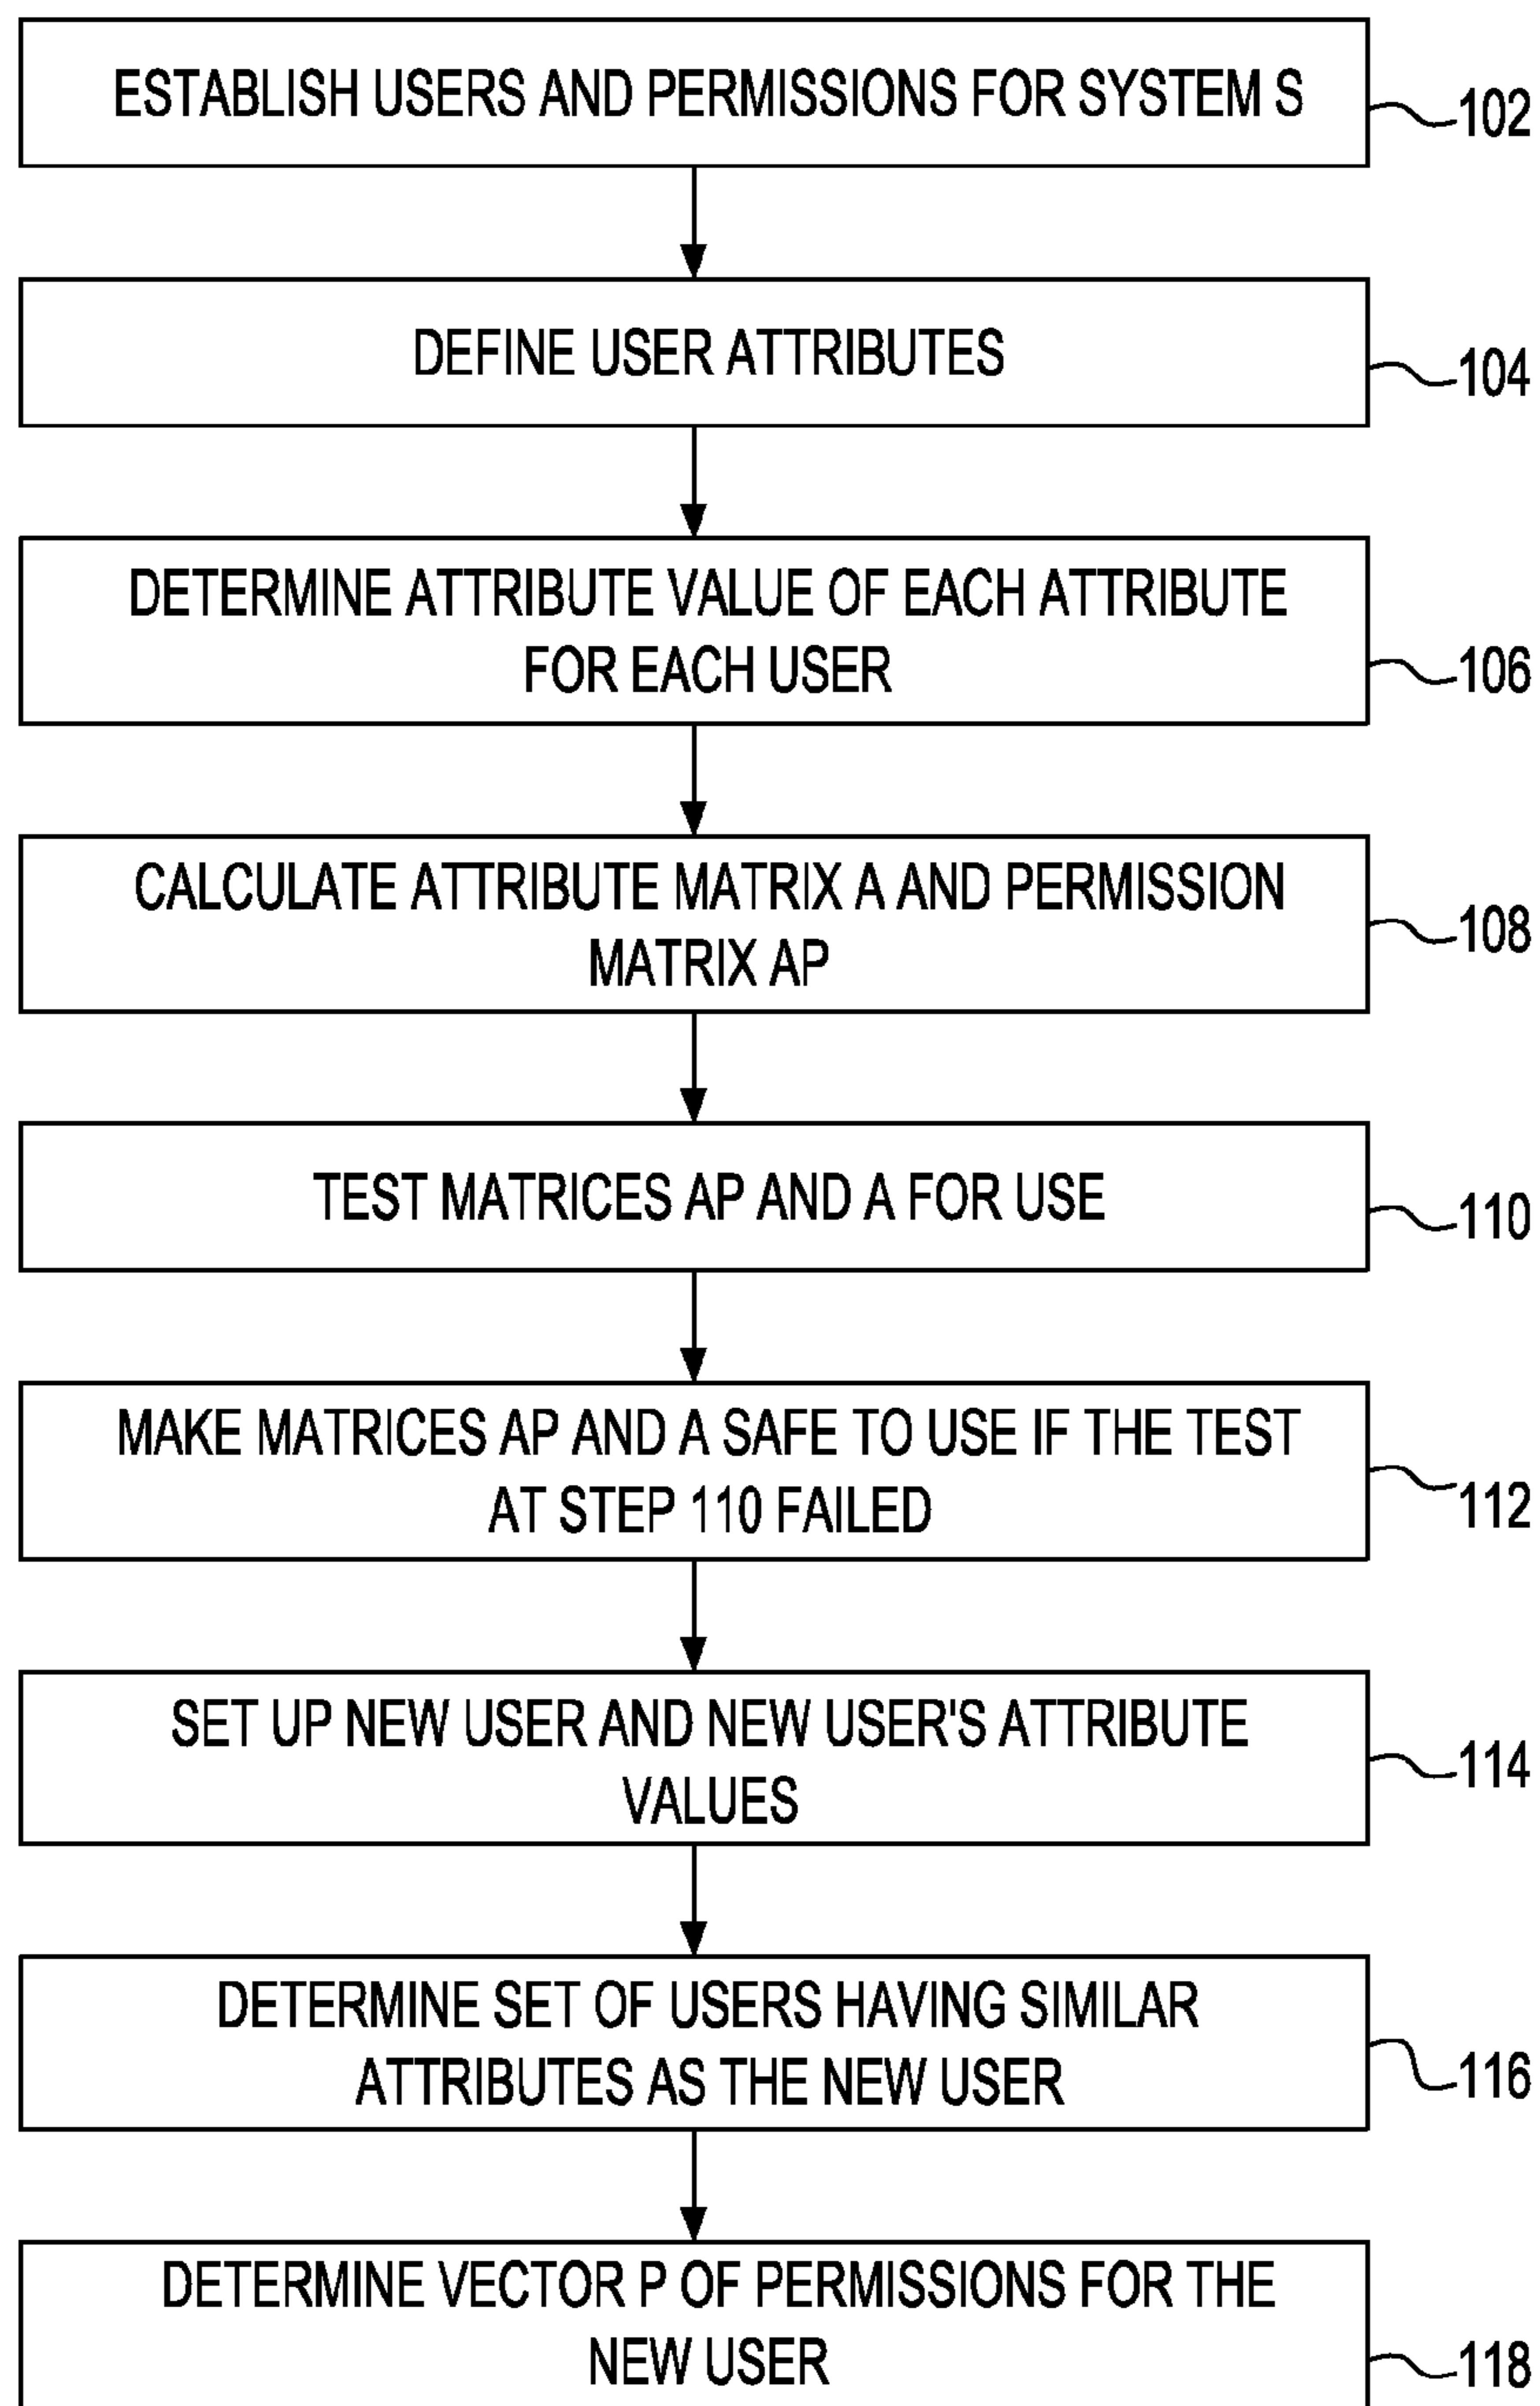 ESTABLISH USERS AND PERMISSIONS FOR SYSTEM S
102
DEFINE USER ATTRIBUTES
104
DETERMINE ATTRIBUTE VALUE OF EACH ATTRIBUTE
FOR EACH USER
106
CALCULATE ATTRIBUTE MATRIX A AND PERMISSION
MATRIX AP
108
TEST MATRICES AP AND A FOR USE
110
MAKE MATRICES AP AND A SAFE TO USE IF THE TEST
AT STEP 110 FAILED
112
SET UP NEW USER AND NEW USER'S ATTRIBUTE
VALUES
114
DETERMINE SET OF USERS HAVING SIMILAR
ATTRIBUTES AS THE NEW USER
116
DETERMINE VECTOR P OF PERMISSIONS FOR THE
NEW USER
118